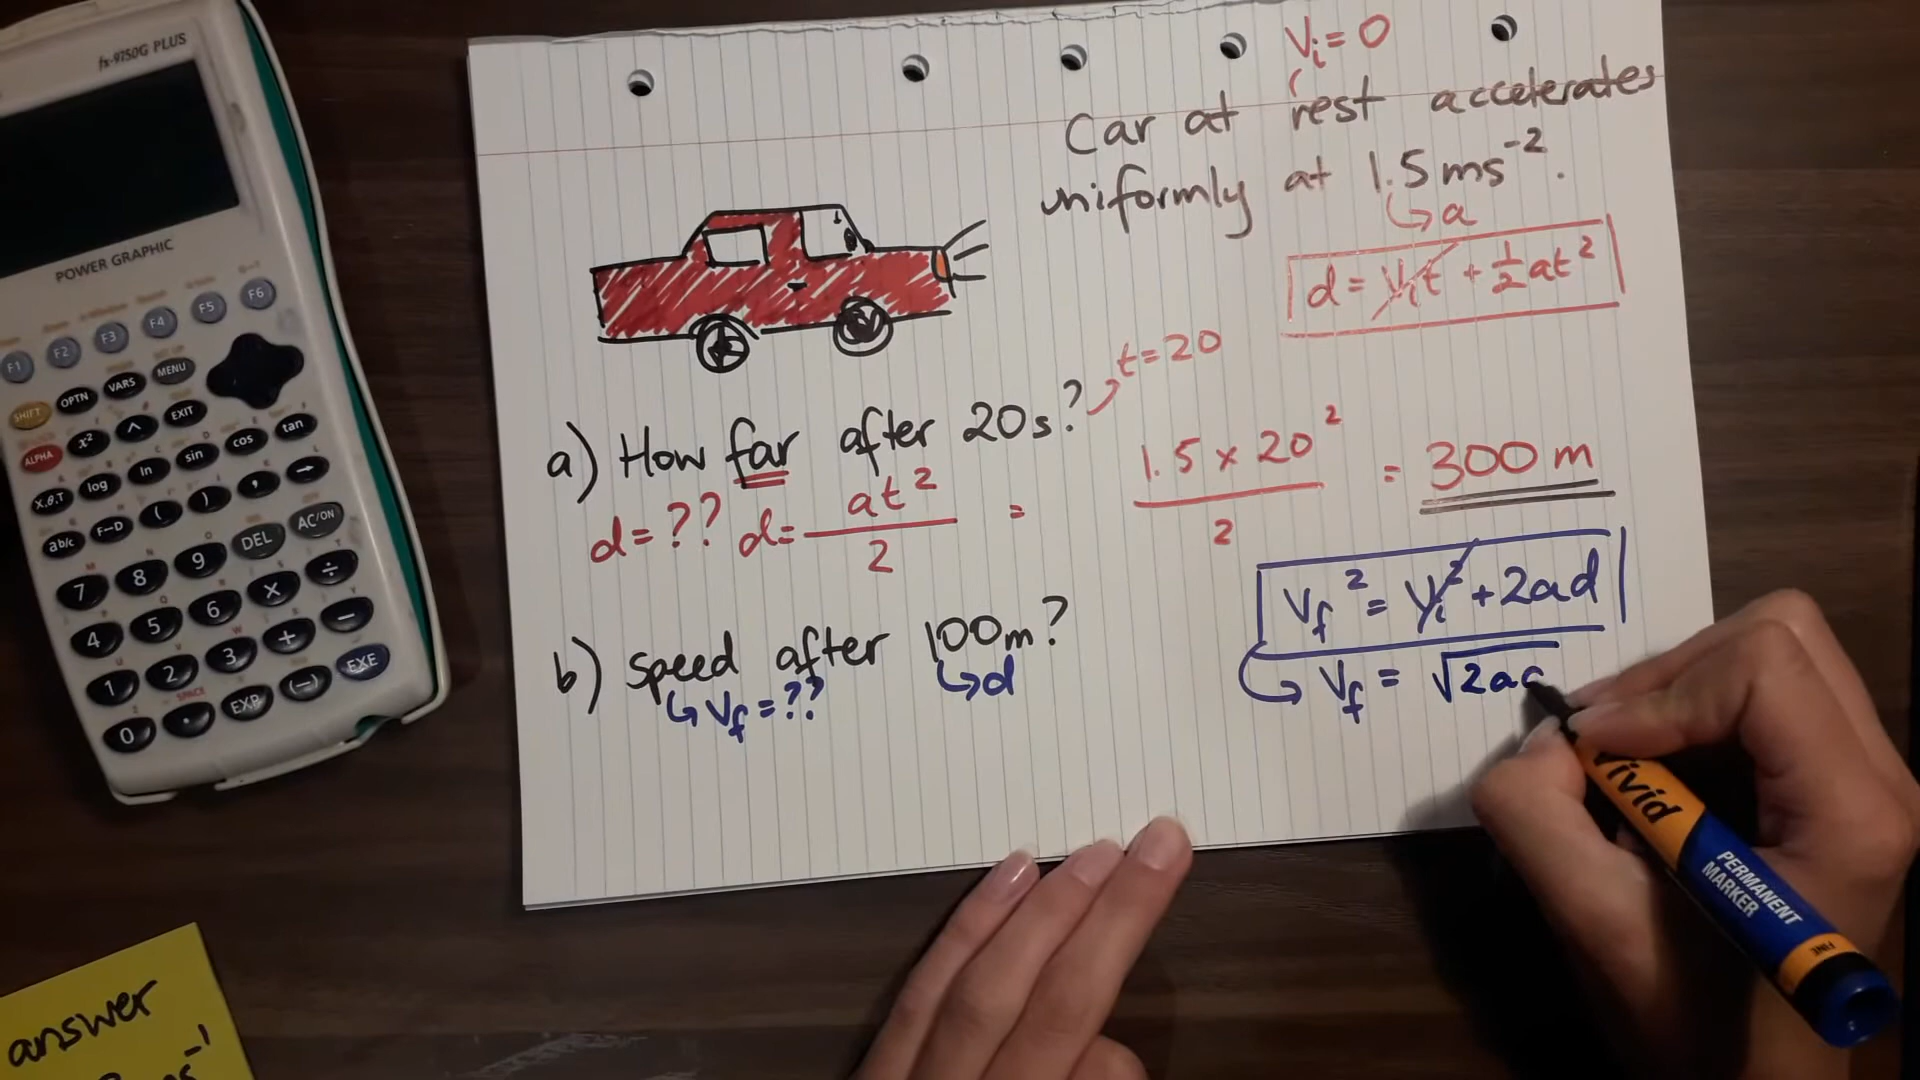 fx-9750G PLUS
POWER GRAPHIC
F1 F2 F3 F4 F5 F6
SHIFT OPTN VARS MENU
ALPHA x² ^ EXIT
X,θ,T log ln sin cos tan
ab/c F↔D ( ) , →
7 8 9 DEL AC/ON
4 5 6 × ÷
1 2 3 + −
0 . EXP (−) EXE
Vi = 0
Car at rest accelerates
uniformly at 1.5 ms⁻².
↳ a
d = Vit + ½at²
t = 20
a) How far after 20s?
d = ?? d = at²/2 = 1.5 × 20²/2 = 300 m
Vf² = Vi² + 2ad
b) Speed after 100m?
↳ Vf = ?? ↳ d
↳ Vf = √2a
vivid
PERMANENT
MARKER
FINE
answer